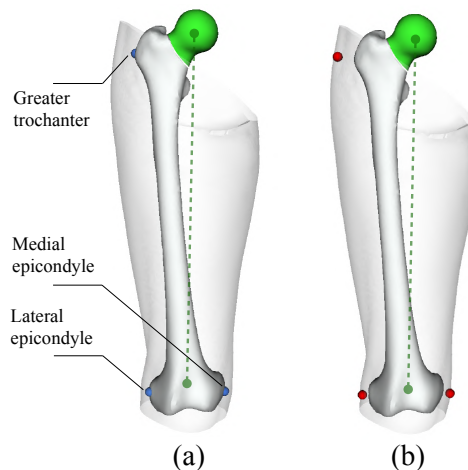 Greater
trochanter
Medial
epicondyle
Lateral
epicondyle
(a)
(b)